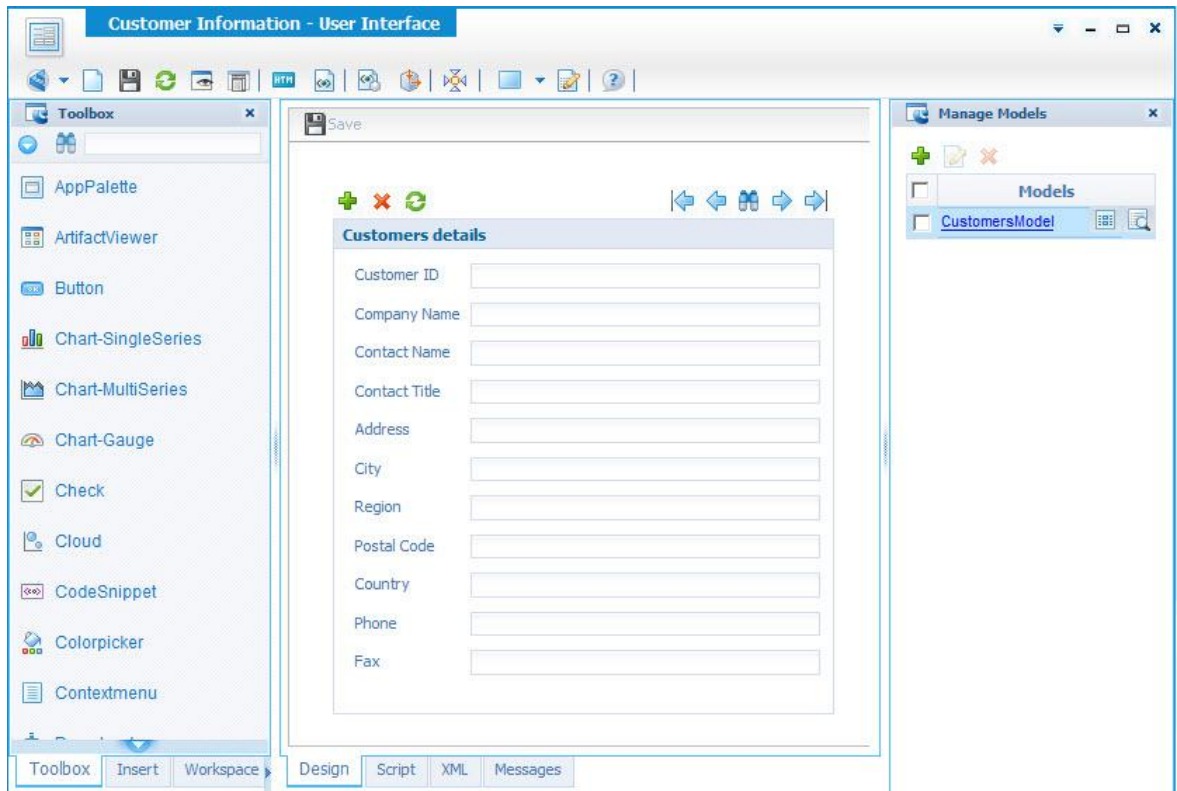 Customer Information - User Interface
HTM
Toolbox
AppPalette
ArtifactViewer
Button
Chart-SingleSeries
Chart-MultiSeries
Chart-Gauge
Check
Cloud
CodeSnippet
Colorpicker
Contextmenu
Toolbox Insert Workspace
Save
Customers details
Customer ID
Company Name
Contact Name
Contact Title
Address
City
Region
Postal Code
Country
Phone
Fax
Design Script XML Messages
Manage Models
Models
CustomersModel